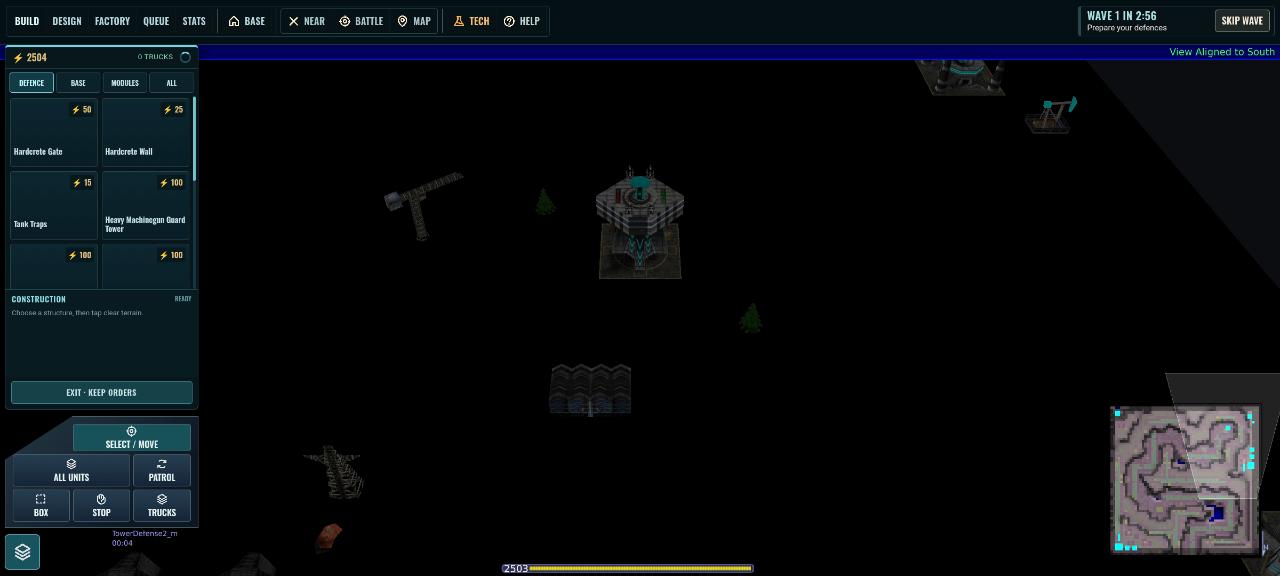 BUILD DESIGN FACTORY QUEUE STATS BASE NEAR BATTLE MAP TECH HELP
WAVE 1 IN 2:56
Prepare your defences
SKIP WAVE
View Aligned to South
2504 0 TRUCKS
DEFENCE BASE MODULES ALL
50 25
Hardcrete Gate Hardcrete Wall
15 100
Tank Traps Heavy Machinegun Guard
Tower
100 100
CONSTRUCTION READY
Choose a structure, then tap clear terrain.
EXIT · KEEP ORDERS
SELECT / MOVE
ALL UNITS PATROL
BOX STOP TRUCKS
TowerDefense2_m
00:04
2503
N